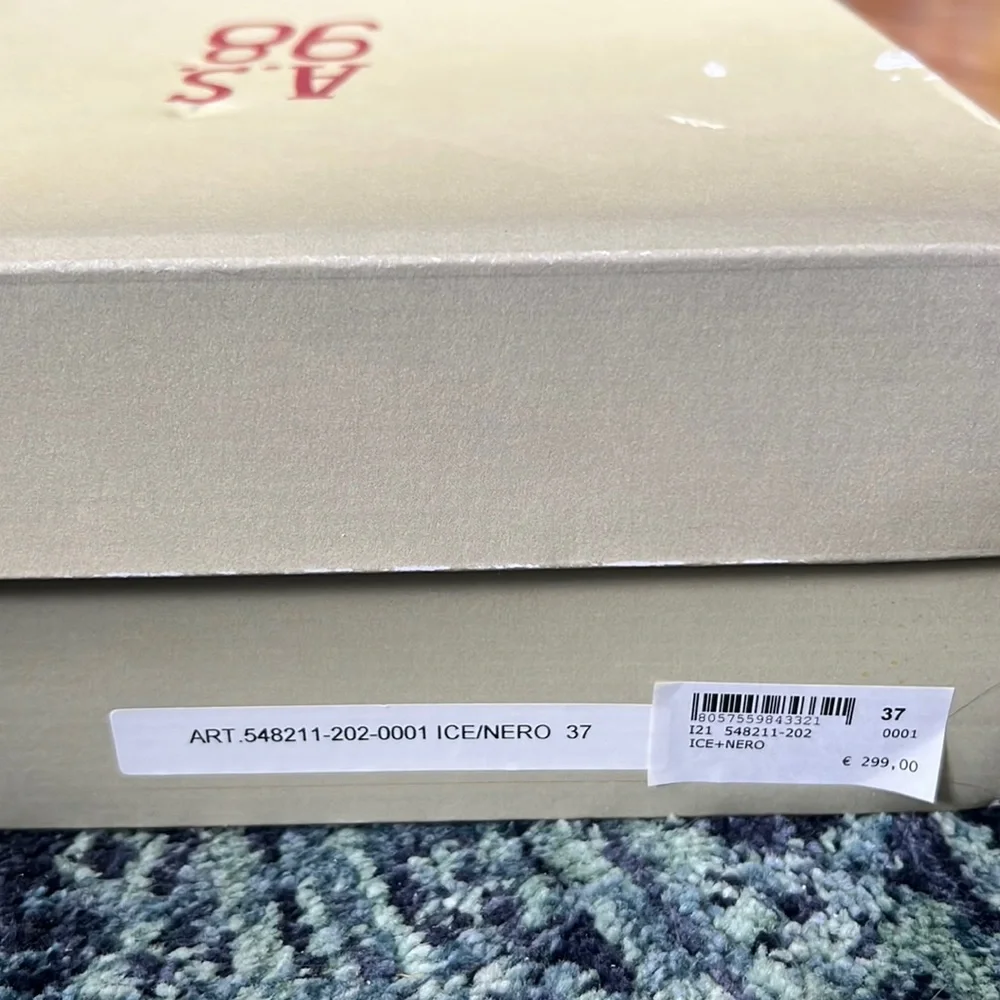 A.S
98
ART.548211-202-0001 ICE/NERO 37
8057559843321
37
I21 548211-202
0001
ICE+NERO
€ 299,00